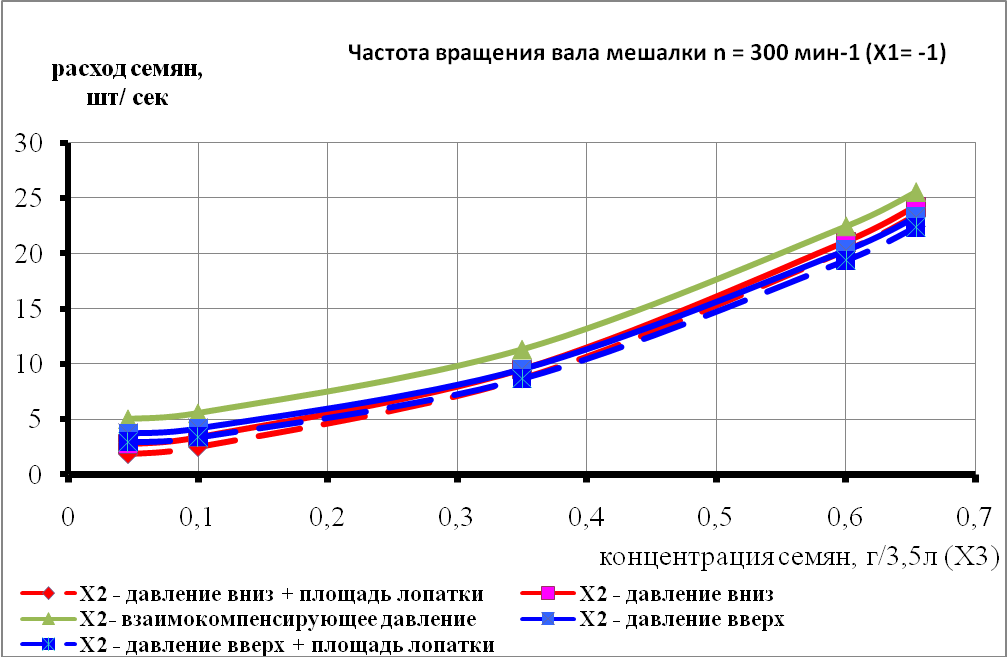 Частота вращения вала мешалки n = 300 мин-1 (X1= -1)
расход семян,
шт/ сек
30
25
20
15
10
5
0
0 0,1 0,2 0,3 0,4 0,5 0,6 0,7
концентрация семян, г/3,5л (X3)
X2 - давление вниз + площадь лопатки X2 - давление вниз
X2- взаимокомпенсирующее давление X2 - давление вверх
X2 - давление вверх + площадь лопатки